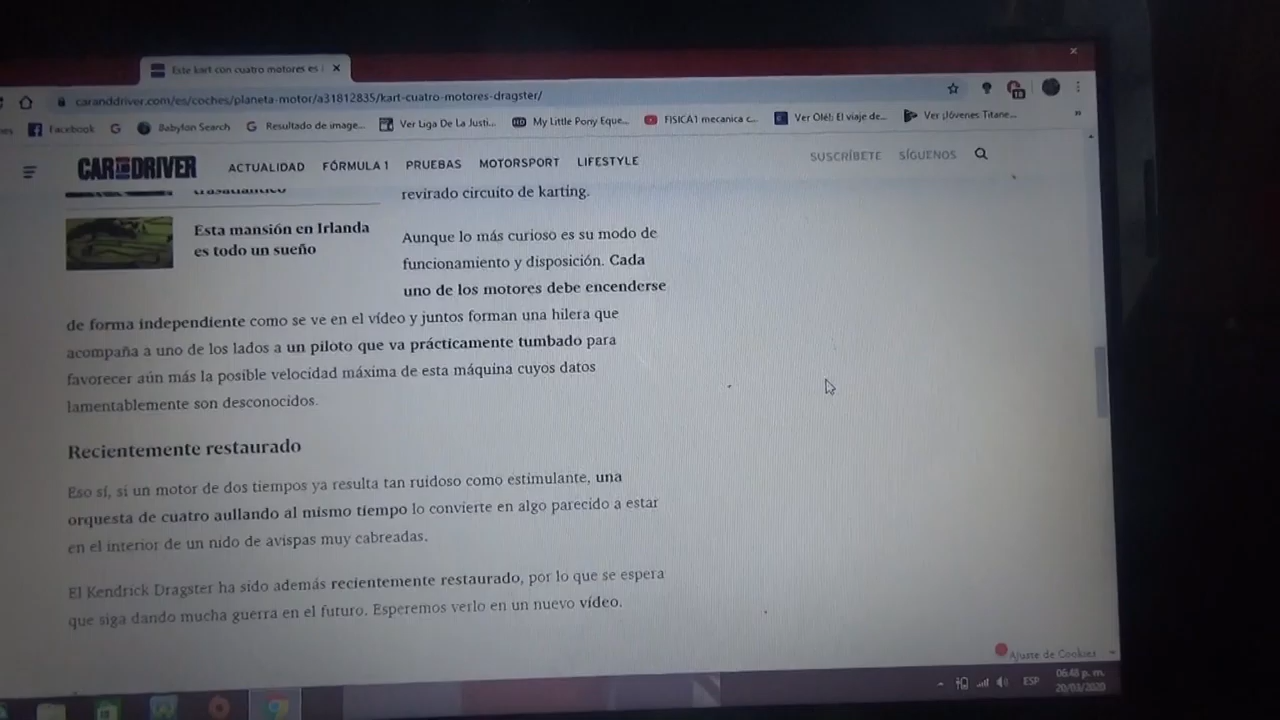 Este kart con cuatro motores es
caranddriver.com/es/coches/planeta-motor/a31812835/kart-cuatro-motores-dragster/
Facebook
Babylon Search
Resultado de image...
Ver Liga De La Justi...
My Little Pony Eque...
FISICA1 mecanica c...
Ver Olé! El viaje de...
Ver ¡Jóvenes Titane...
CAR AND DRIVER
ACTUALIDAD FÓRMULA 1 PRUEBAS MOTORSPORT LIFESTYLE
SUSCRÍBETE SÍGUENOS
revirado circuito de karting.
Esta mansión en Irlanda
es todo un sueño
Aunque lo más curioso es su modo de
funcionamiento y disposición. Cada
uno de los motores debe encenderse
de forma independiente como se ve en el vídeo y juntos forman una hilera que
acompaña a uno de los lados a un piloto que va prácticamente tumbado para
favorecer aún más la posible velocidad máxima de esta máquina cuyos datos
lamentablemente son desconocidos.
Recientemente restaurado
Eso sí, si un motor de dos tiempos ya resulta tan ruidoso como estimulante, una
orquesta de cuatro aullando al mismo tiempo lo convierte en algo parecido a estar
en el interior de un nido de avispas muy cabreadas.
El Kendrick Dragster ha sido además recientemente restaurado, por lo que se espera
que siga dando mucha guerra en el futuro. Esperemos verlo en un nuevo vídeo.
Ajuste de Cookies
ESP
06:48 p. m.
20/03/2020